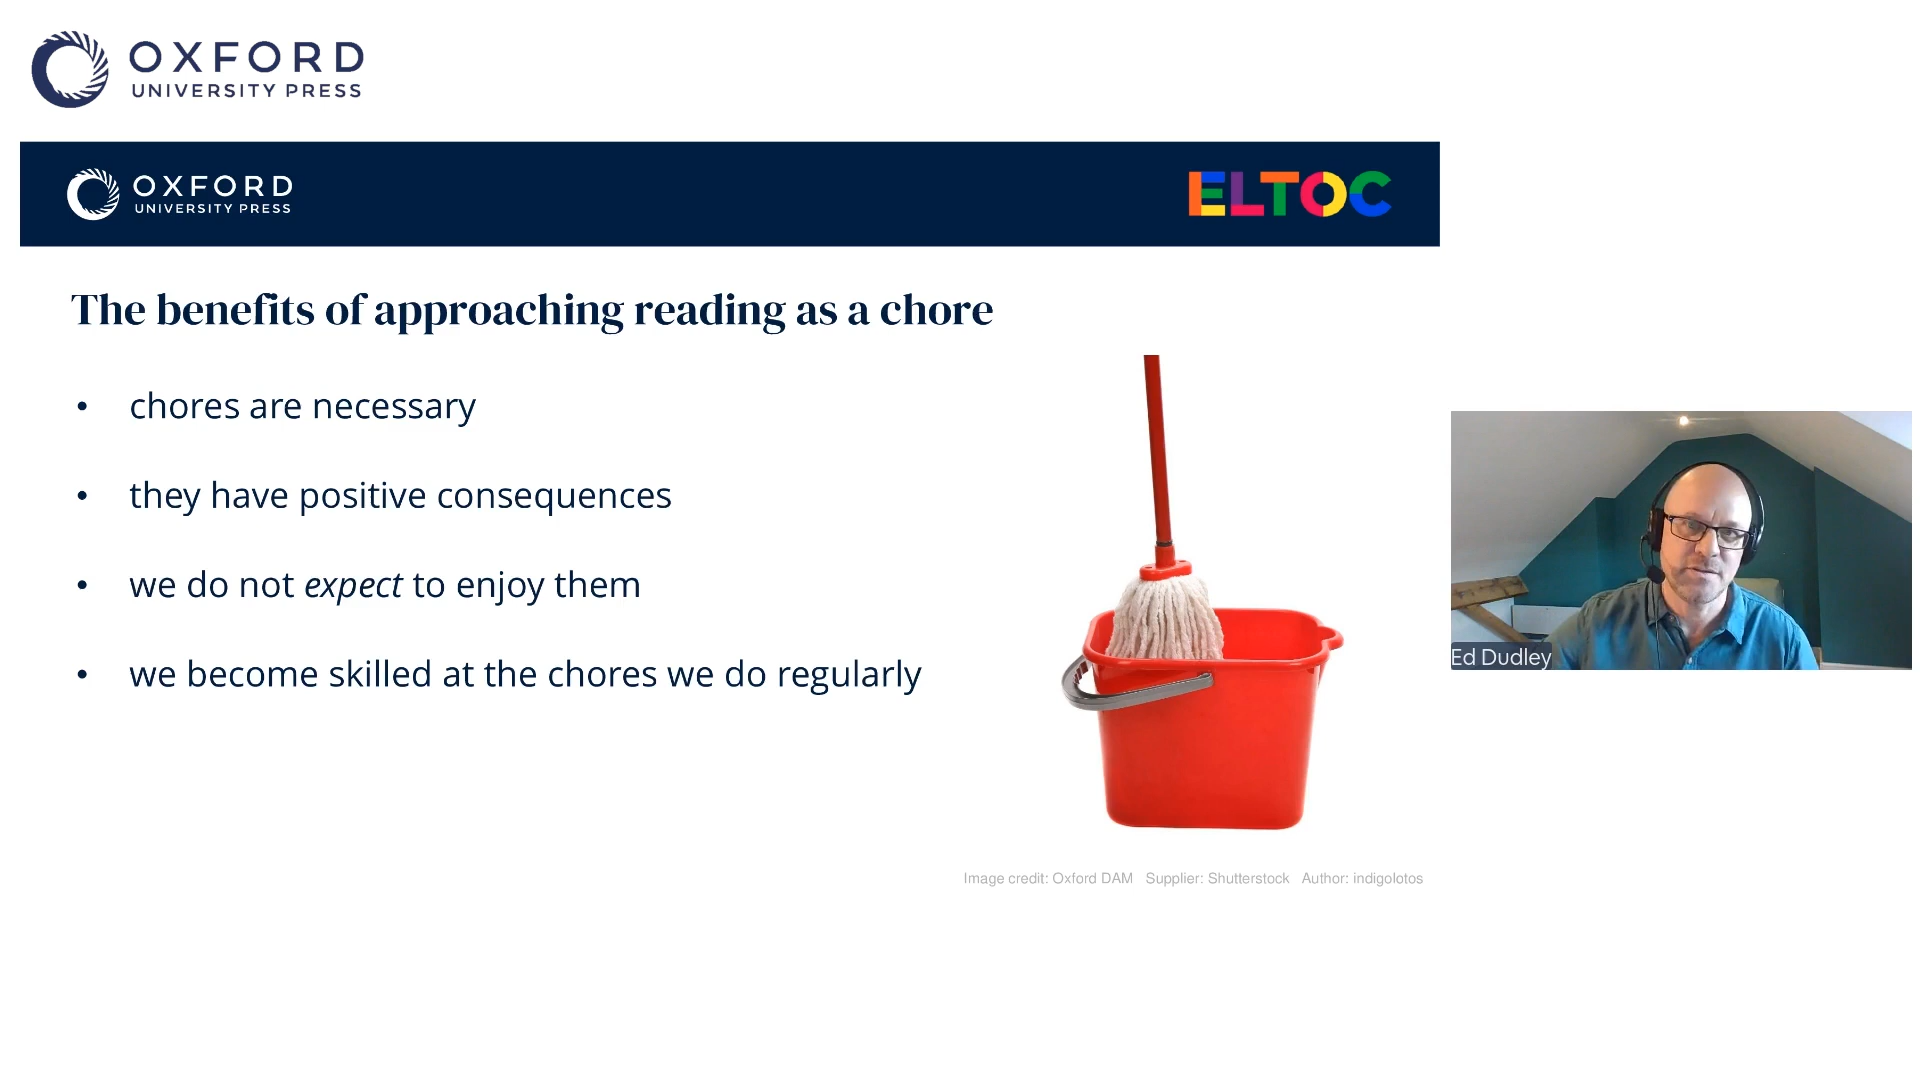 OXFORD
UNIVERSITY PRESS
OXFORD
UNIVERSITY PRESS
ELTOC
The benefits of approaching reading as a chore
• chores are necessary
• they have positive consequences
• we do not expect to enjoy them
• we become skilled at the chores we do regularly
Ed Dudley
Image credit: Oxford DAM Supplier: Shutterstock Author: indigolotos